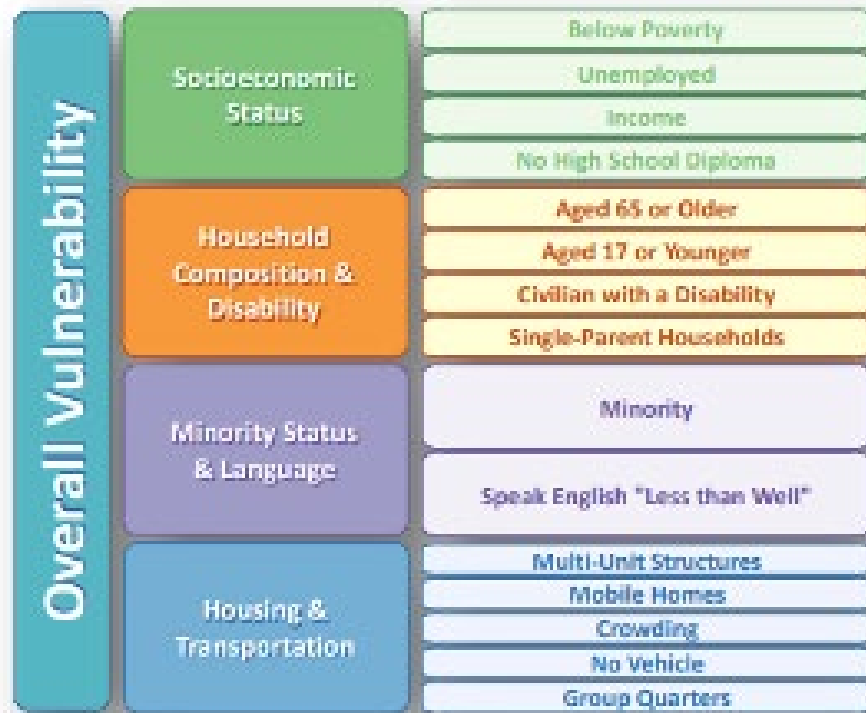 Overall Vulnerability
Socioeconomic
Status
Below Poverty
Unemployed
Income
No High School Diploma
Household
Composition &
Disability
Aged 65 or Older
Aged 17 or Younger
Civilian with a Disability
Single-Parent Households
Minority Status
& Language
Minority
Speak English "Less than Well"
Housing &
Transportation
Multi-Unit Structures
Mobile Homes
Crowding
No Vehicle
Group Quarters